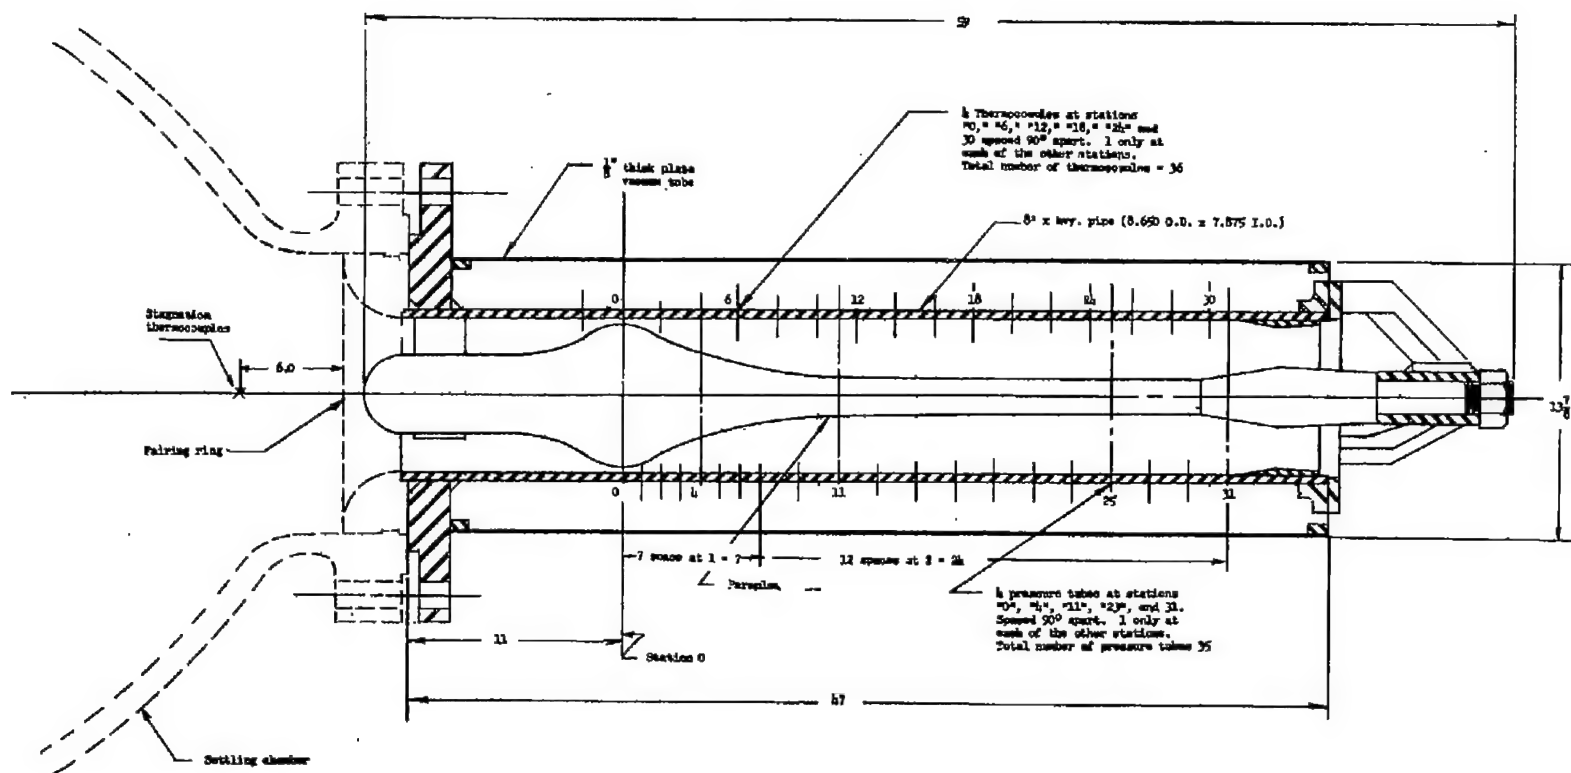 59
4 Thermocouples at stations
"0," "6," "12," "18," "24" and
30 spaced 90° apart. 1 only at
each of the other stations.
Total number of thermocouples = 36
1/8" thick plate
vacuum tube
8" x hvy. pipe (8.650 O.D. x 7.875 I.D.)
0 6 12 18 24 30
Stagnation
thermocouples
6.0
13 7/8
Fairing ring
0 4 11 25 31
7 space at 1 = 7
12 spaces at 2 = 24
4 pressure tubes at stations
"0", "4", "11", "23", and 31.
Spaced 90° apart. 1 only at
each of the other stations.
Total number of pressure tubes 35
11
Station 0
47
Settling chamber